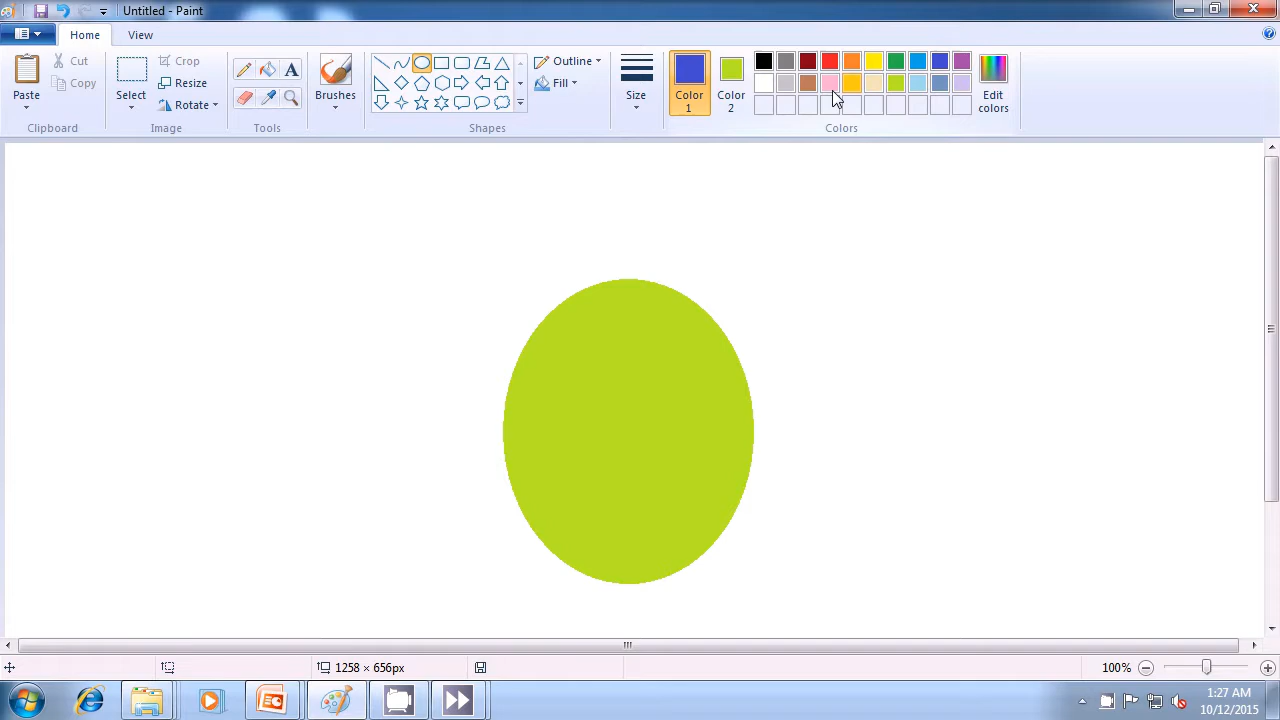 Untitled - Paint
Home View
Paste Cut Copy Clipboard
Select Crop Resize Rotate Image
A Tools
Brushes
Outline Fill Shapes
Size
Color 1 Color 2 Edit colors Colors
1258 × 656px 100%
1:27 AM
10/12/2015